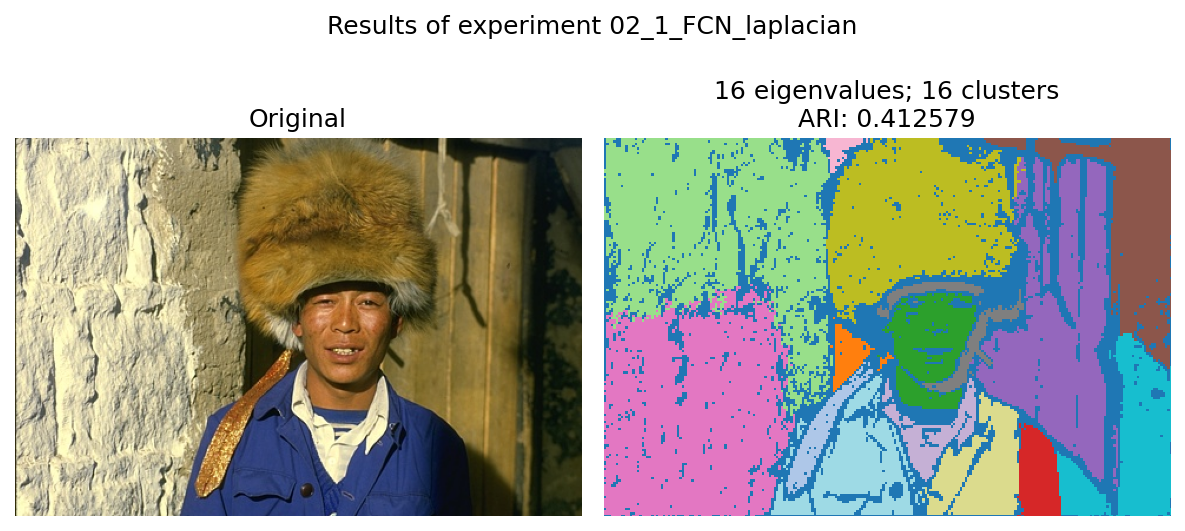 Results of experiment 02_1_FCN_laplacian
Original
16 eigenvalues; 16 clusters
ARI: 0.412579